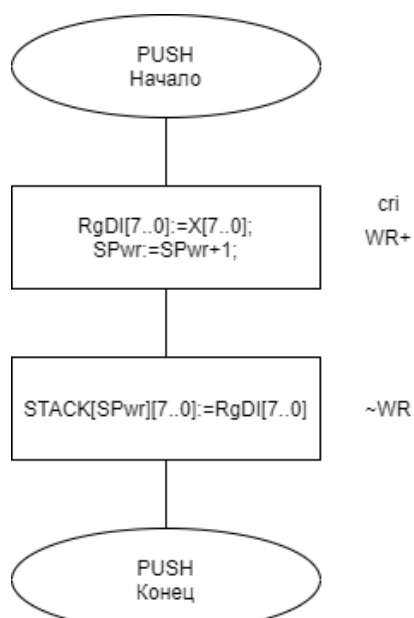 PUSH
Начало
RgDI[7..0]:=X[7..0];
SPwr:=SPwr+1;
cri
WR+
STACK[SPwr][7..0]:=RgDI[7..0]
~WR
PUSH
Конец